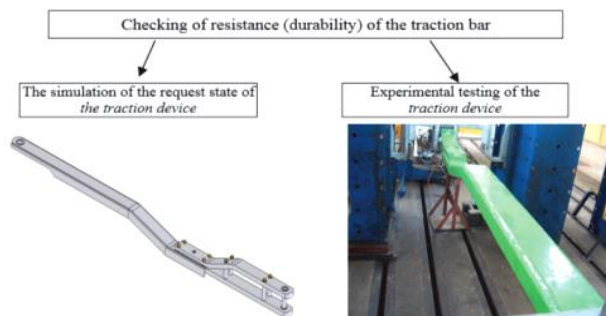 Checking of resistance (durability) of the traction bar
The simulation of the request state of
the traction device
Experimental testing of the
traction device